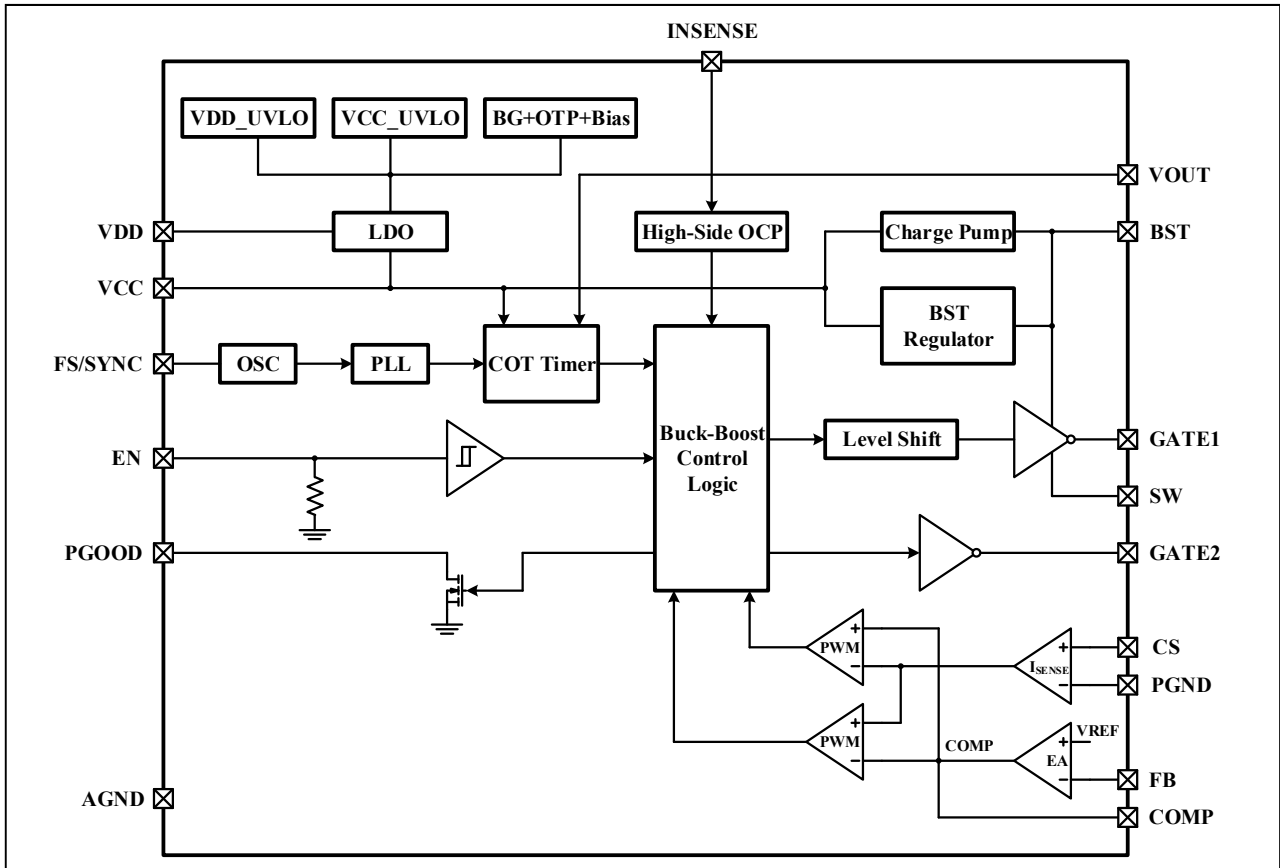 INSENSE
VDD_UVLO
VCC_UVLO
BG+OTP+Bias
VOUT
VDD
LDO
High-Side OCP
Charge Pump
BST
VCC
BST
Regulator
FS/SYNC
OSC
PLL
COT Timer
Buck-Boost
Control
Logic
Level Shift
GATE1
EN
SW
PGOOD
GATE2
+
PWM
−
+
ISENSE
−
CS
PGND
+
PWM
−
COMP
VREF
+
EA
−
FB
AGND
COMP